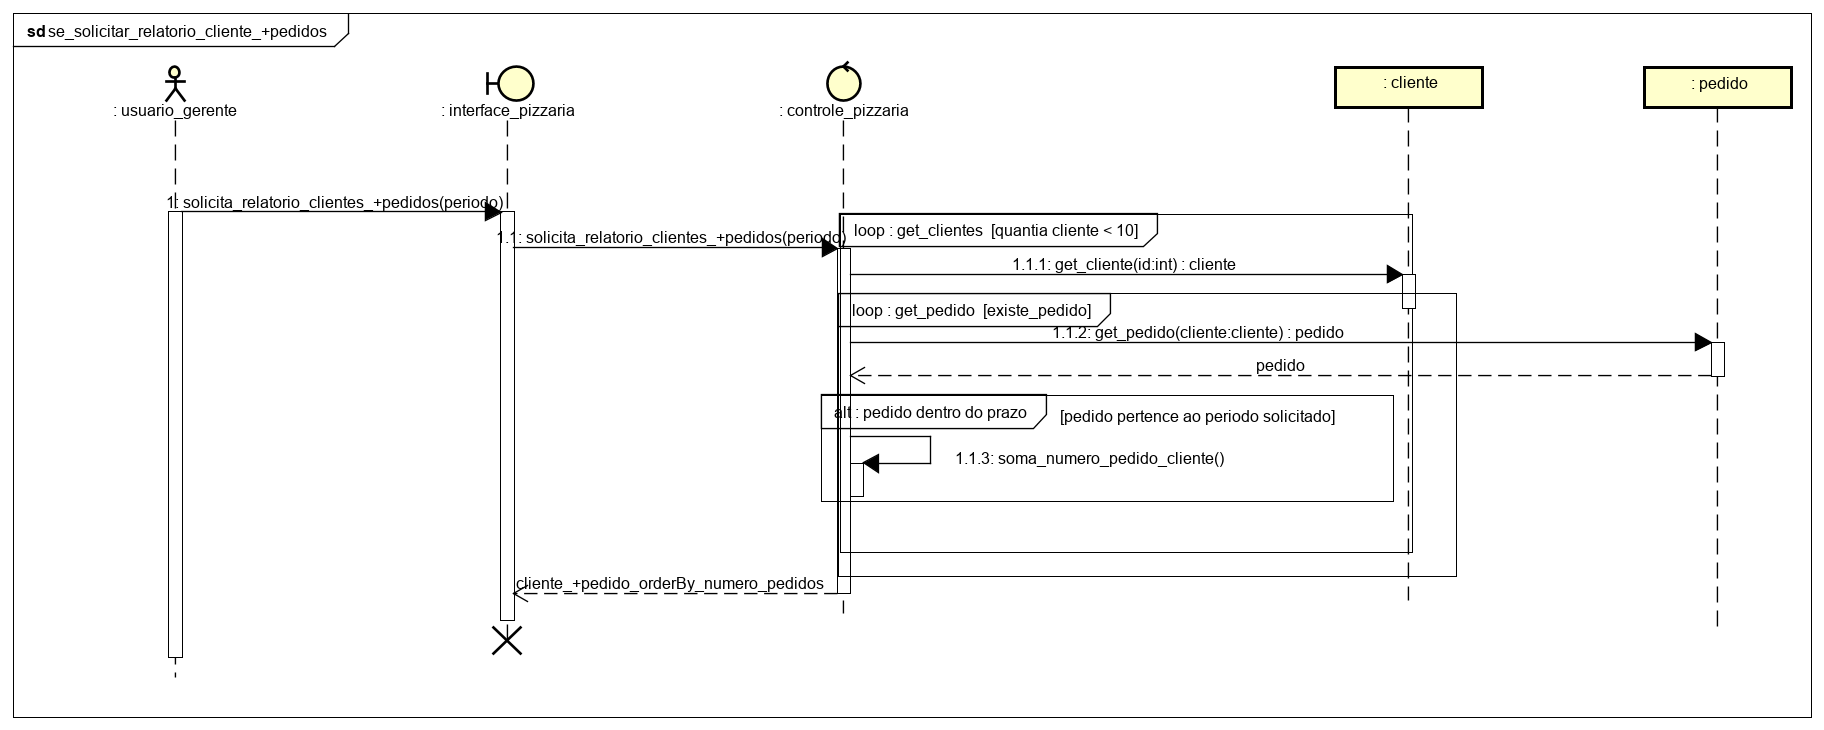 sd se_solicitar_relatorio_cliente_+pedidos
: usuario_gerente
: interface_pizzaria
: controle_pizzaria
: cliente
: pedido
1: solicita_relatorio_clientes_+pedidos(periodo)
1.1: solicita_relatorio_clientes_+pedidos(periodo)
loop : get_clientes [quantia cliente < 10]
1.1.1: get_cliente(id:int) : cliente
loop : get_pedido [existe_pedido]
1.1.2: get_pedido(cliente:cliente) : pedido
pedido
alt : pedido dentro do prazo
[pedido pertence ao periodo solicitado]
1.1.3: soma_numero_pedido_cliente()
cliente_+pedido_orderBy_numero_pedidos